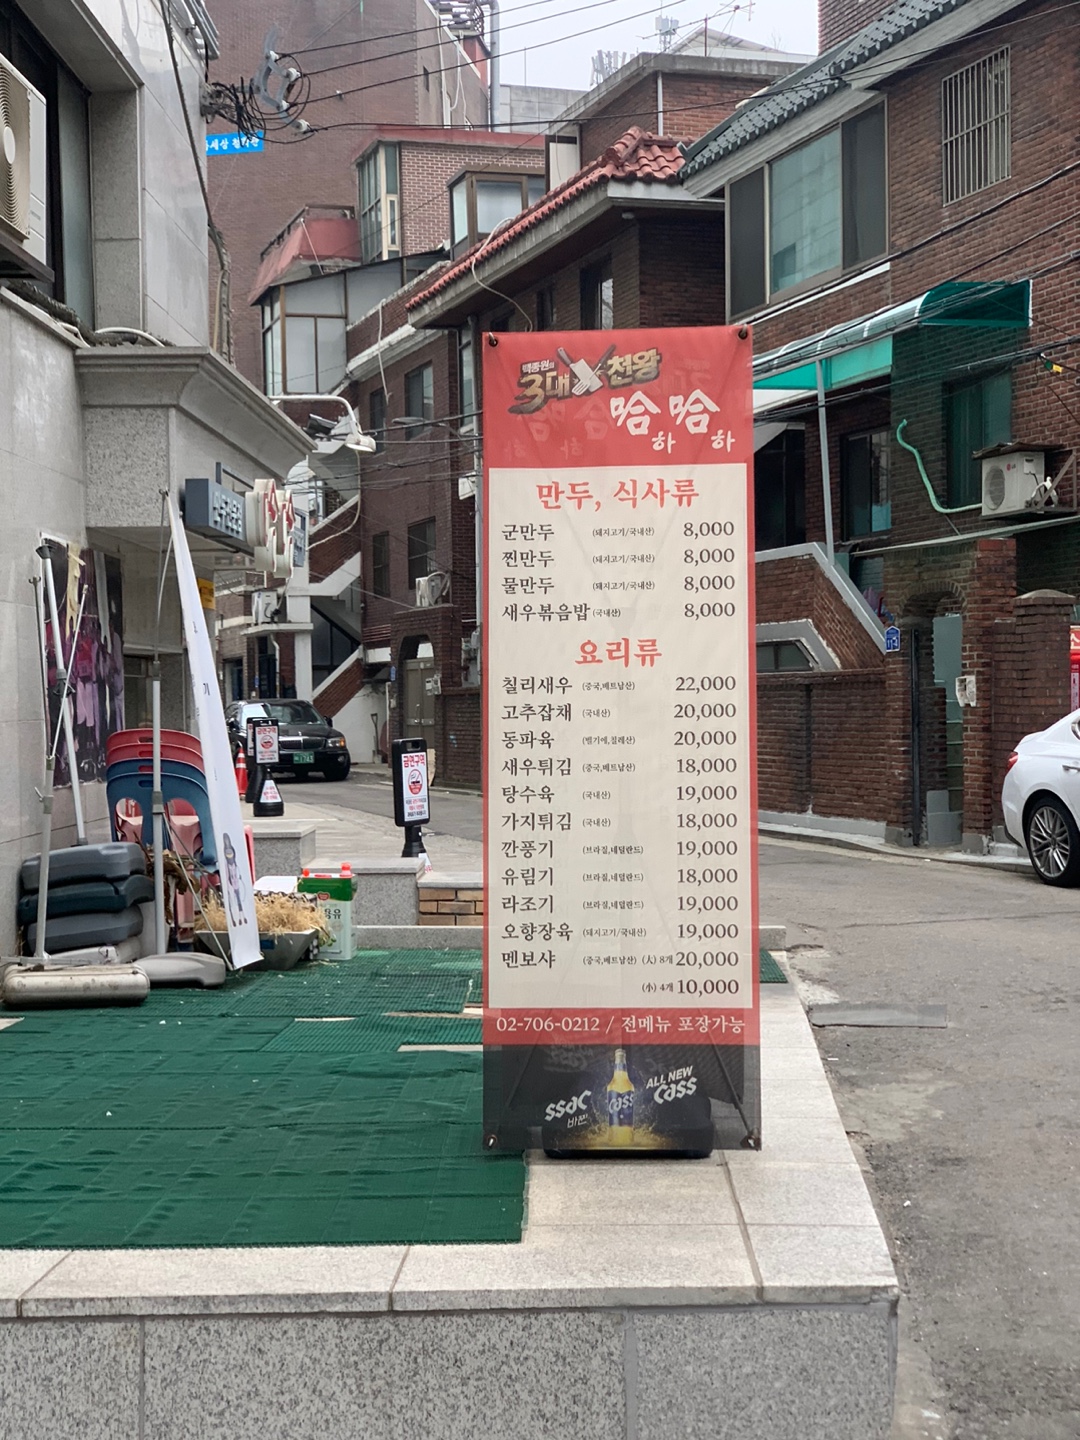 백종원의
3대천왕
哈哈
하 하
만두, 식사류
군만두 (돼지고기/국내산) 8,000
찐만두 (돼지고기/국내산) 8,000
물만두 (돼지고기/국내산) 8,000
새우볶음밥 (국내산) 8,000
요리류
칠리새우 (중국,베트남산) 22,000
고추잡채 (국내산) 20,000
동파육 (벨기에,칠레산) 20,000
새우튀김 (중국,베트남산) 18,000
탕수육 (국내산) 19,000
가지튀김 (국내산) 18,000
깐풍기 (브라질,네덜란드) 19,000
유림기 (브라질,네덜란드) 18,000
라조기 (브라질,네덜란드) 19,000
오향장육 (돼지고기/국내산) 19,000
멘보샤 (중국,베트남산) (大) 8개 20,000
(小) 4개 10,000
02-706-0212 / 전메뉴 포장가능
ALL NEW
cass
cass
금연구역
금연구역
LG